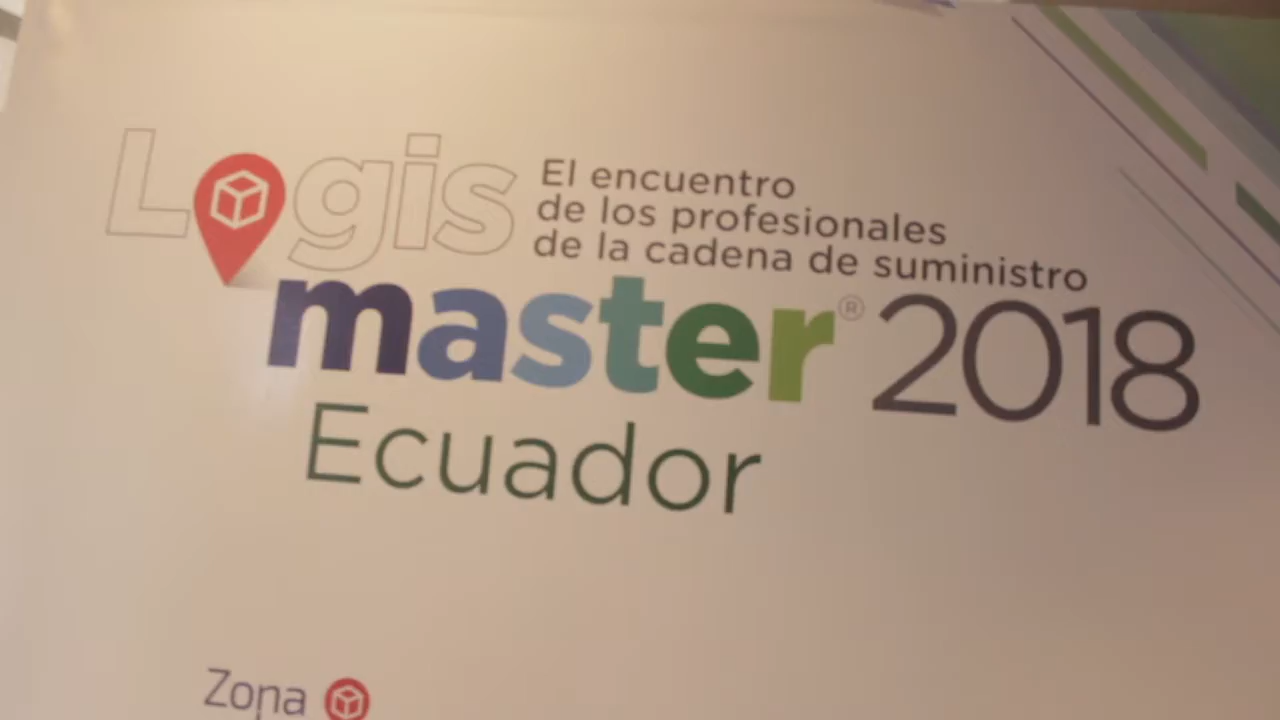 Logis
El encuentro
de los profesionales
de la cadena de suministro
master® 2018
Ecuador
Zona